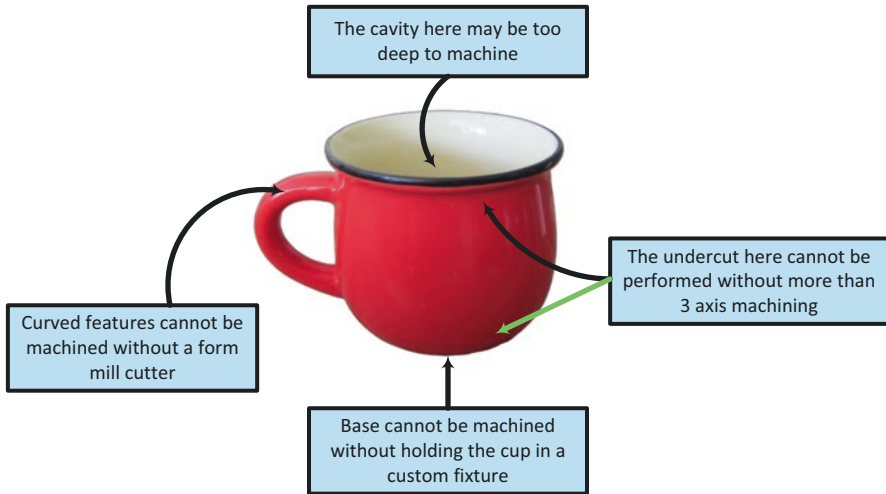 The cavity here may be too
deep to machine
The undercut here cannot be
performed without more than
3 axis machining
Curved features cannot be
machined without a form
mill cutter
Base cannot be machined
without holding the cup in a
custom fixture